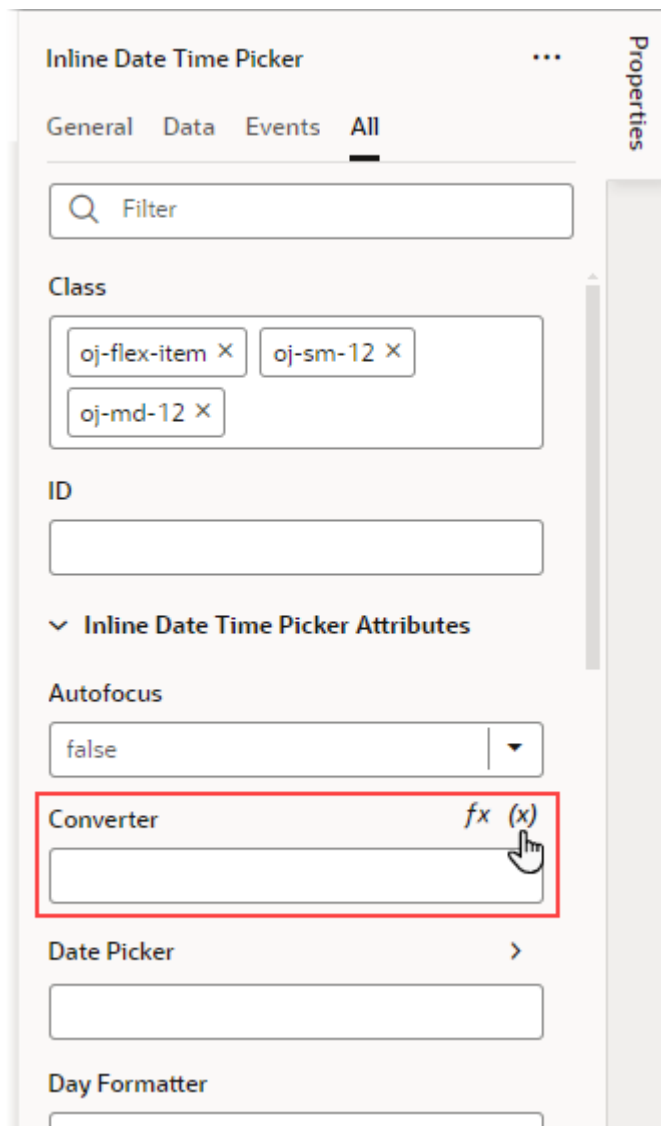 Inline Date Time Picker ...
Properties
General Data Events All
Filter
Class
oj-flex-item × oj-sm-12 ×
oj-md-12 ×
ID
Inline Date Time Picker Attributes
Autofocus
false
Converter fx (x)
Date Picker
Day Formatter